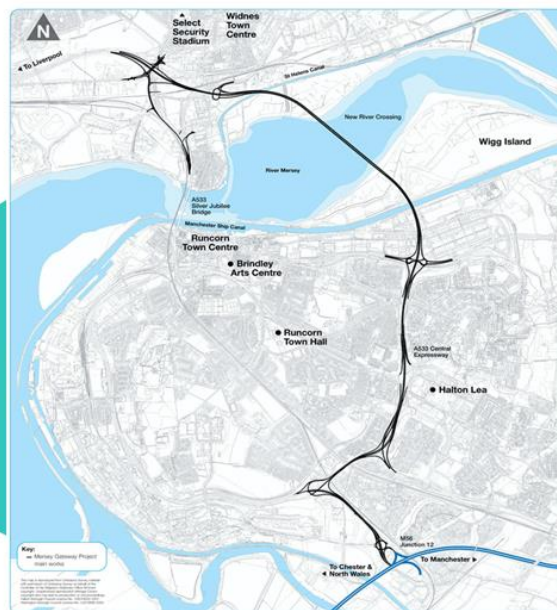 N
Select
Security
Stadium
Widnes
Town
Centre
To Liverpool
St Helens Canal
New River Crossing
Wigg Island
River Mersey
A533
Silver Jubilee
Bridge
Manchester Ship Canal
Runcorn
Town Centre
Brindley
Arts Centre
Runcorn
Town Hall
A533 Central
Expressway
Halton Lea
M56
Junction 12
To Manchester
To Chester &
North Wales
Key:
Mersey Gateway Project
main works